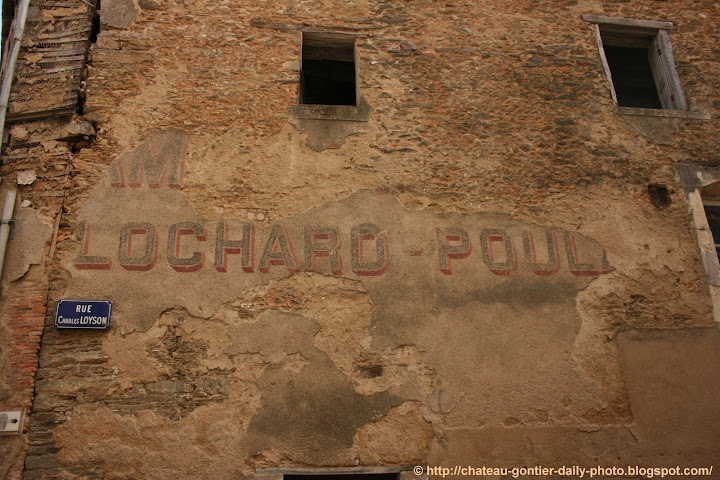 LOCHARD - POUL
RUE
CHARLES LOYSON
© http://chateau-gontier-daily-photo.blogspot.com/